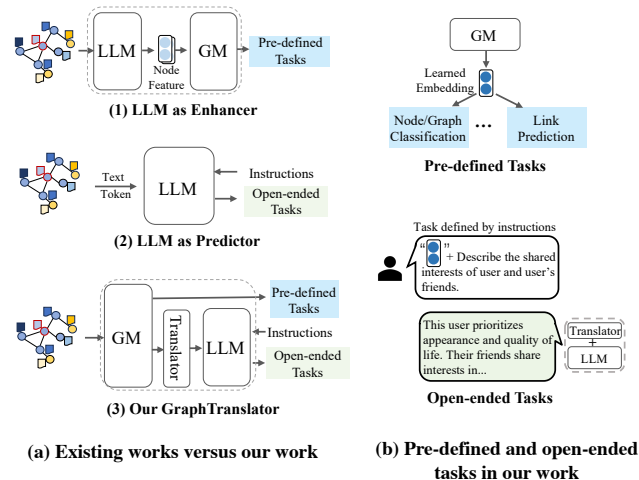 LLM
Node
Feature
GM
Pre-defined
Tasks
(1) LLM as Enhancer
Text
Token
LLM
Instructions
Open-ended
Tasks
(2) LLM as Predictor
GM
Translator
LLM
Pre-defined
Tasks
Instructions
Open-ended
Tasks
(3) Our GraphTranslator
(a) Existing works versus our work
GM
Learned
Embedding
Node/Graph
Classification
...
Link
Prediction
Pre-defined Tasks
Task defined by instructions
“ ” + Describe the shared
interests of user and user's
friends.
This user prioritizes
appearance and quality of
life. Their friends share
interests in...
Translator
+
LLM
Open-ended Tasks
(b) Pre-defined and open-ended
tasks in our work